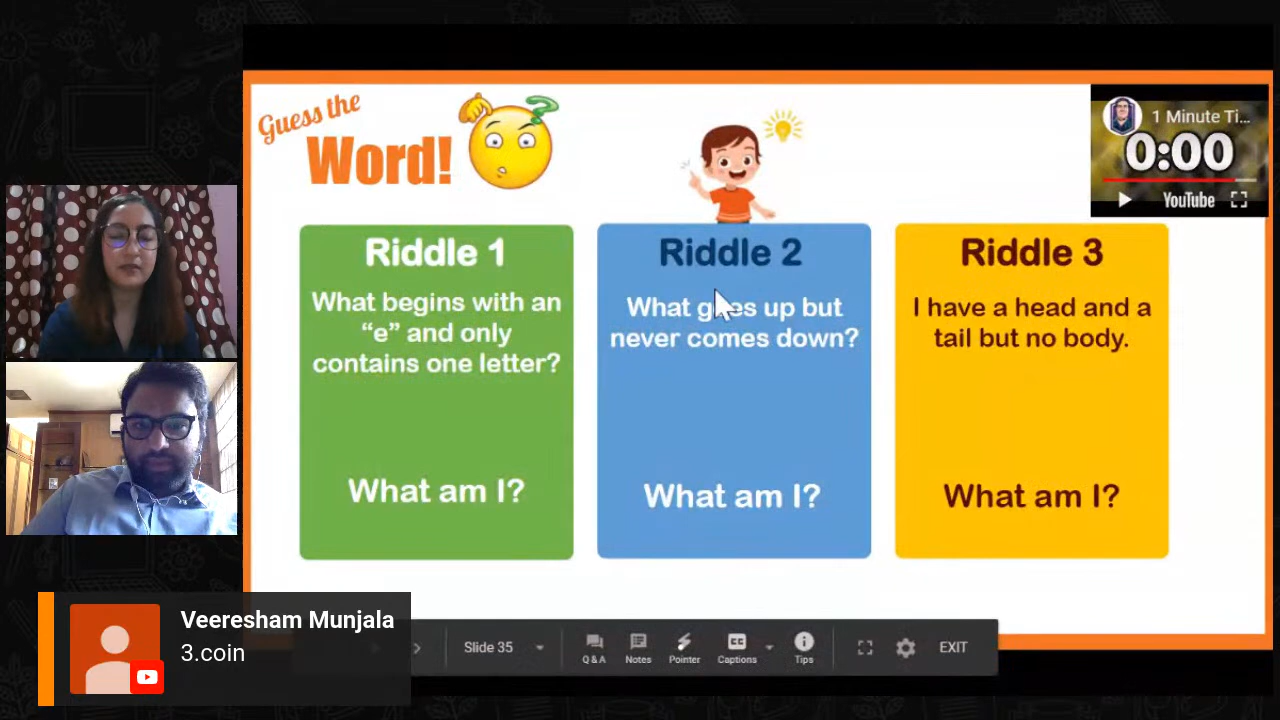 Guess the
Word!
1 Minute Ti...
0:00
YouTube
Riddle 1
What begins with an
“e” and only
contains one letter?
What am I?
Riddle 2
What goes up but
never comes down?
What am I?
Riddle 3
I have a head and a
tail but no body.
What am I?
Veeresham Munjala
3.coin
Slide 35
Q & A
Notes
Pointer
CC
Captions
Tips
EXIT